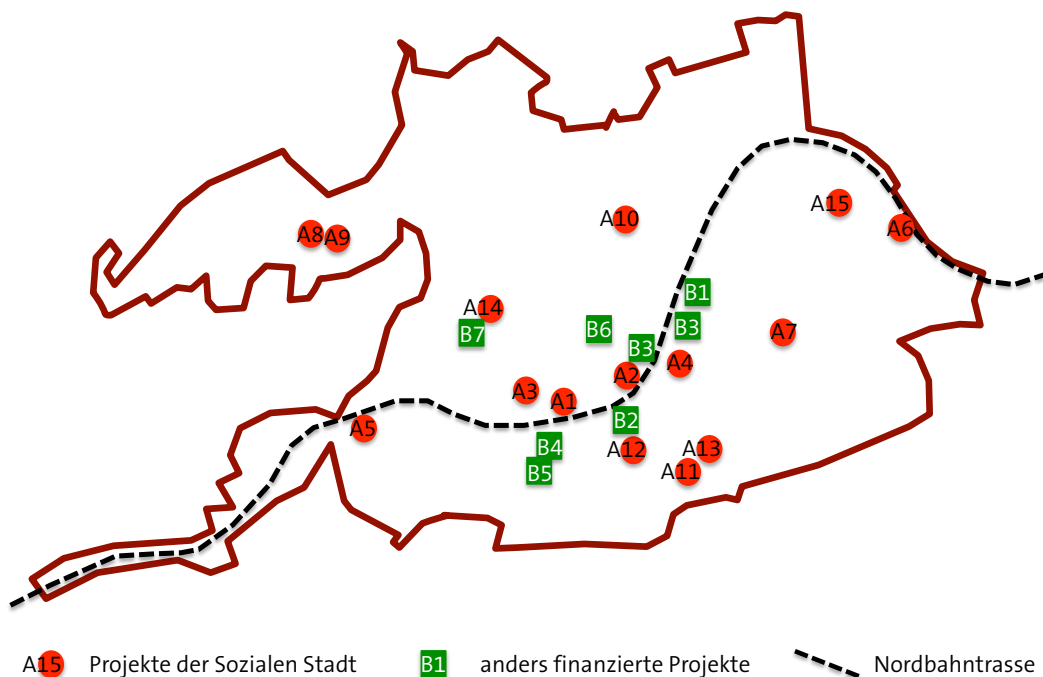 A15
A10
A6
A8
A9
B1
A14
B3
B6
A7
B7
B3
A4
A2
A3
A1
B2
A5
B4
A12
A13
B5
A11
A15 Projekte der Sozialen Stadt
B1 anders finanzierte Projekte
Nordbahntrasse